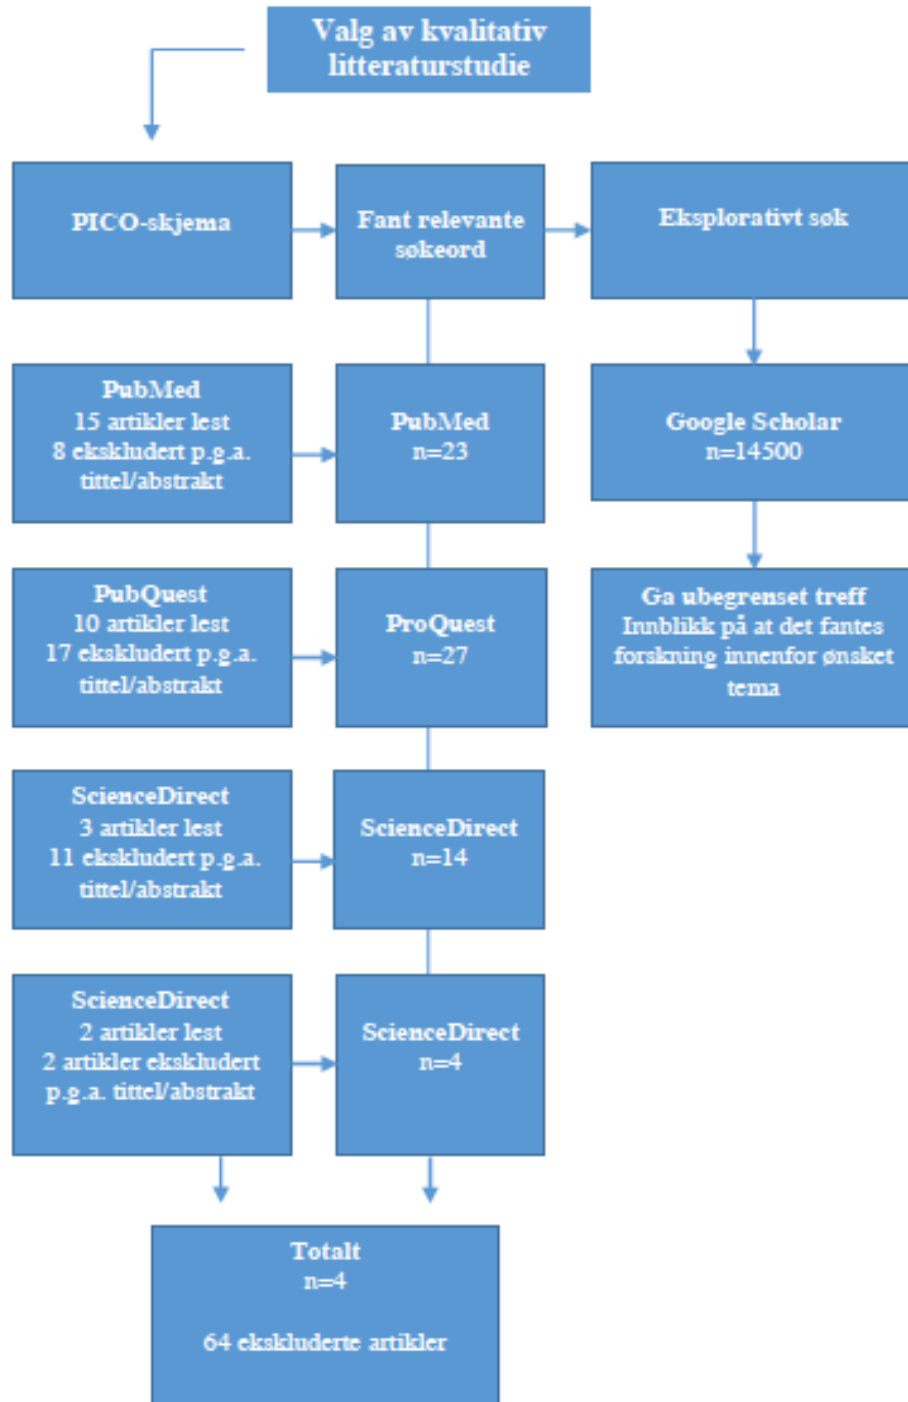 Valg av kvalitativ
litteraturstudie
PICO-skjema
Fant relevante
søkeord
Eksplorativt søk
PubMed
15 artikler lest
8 ekskludert p.g.a.
tittel/abstrakt
PubMed
n=23
Google Scholar
n=14500
PubQuest
10 artikler lest
17 ekskludert p.g.a.
tittel/abstrakt
ProQuest
n=27
Ga ubegrenset treff
Innblikk på at det fantes
forskning innenfor ønsket
tema
ScienceDirect
3 artikler lest
11 ekskludert p.g.a.
tittel/abstrakt
ScienceDirect
n=14
ScienceDirect
2 artikler lest
2 artikler ekskludert
p.g.a. tittel/abstrakt
ScienceDirect
n=4
Totalt
n=4
64 ekskluderte artikler